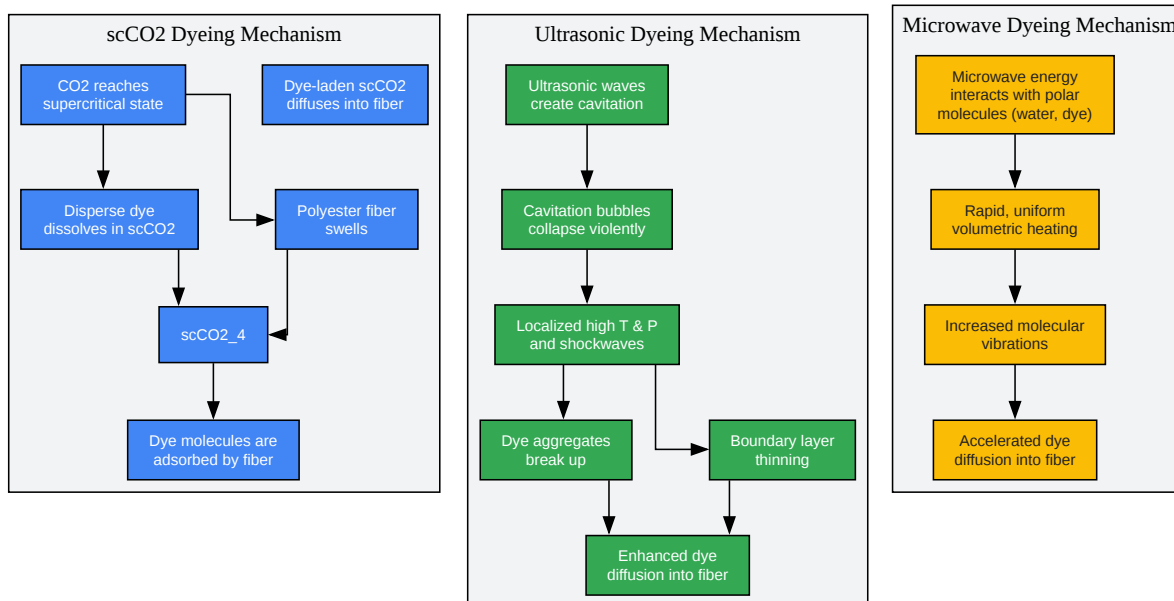 scCO2 Dyeing Mechanism
CO2 reaches
supercritical state
Dye-laden scCO2
diffuses into fiber
Disperse dye
dissolves in scCO2
Polyester fiber
swells
scCO2_4
Dye molecules are
adsorbed by fiber
Ultrasonic Dyeing Mechanism
Ultrasonic waves
create cavitation
Cavitation bubbles
collapse violently
Localized high T & P
and shockwaves
Dye aggregates
break up
Boundary layer
thinning
Enhanced dye
diffusion into fiber
Microwave Dyeing Mechanism
Microwave energy
interacts with polar
molecules (water, dye)
Rapid, uniform
volumetric heating
Increased molecular
vibrations
Accelerated dye
diffusion into fiber